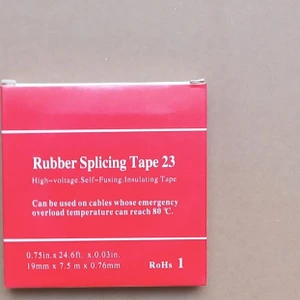 Rubber Splicing Tape 23
High-voltage.Self-Fusing.Insulating Tape
Can be used on cables whose emergency
overload temperature can reach 80 ℃.
0.75in.x 24.6ft. x.0.03in.
19mm x 7.5 m x 0.76mm
RoHs 1